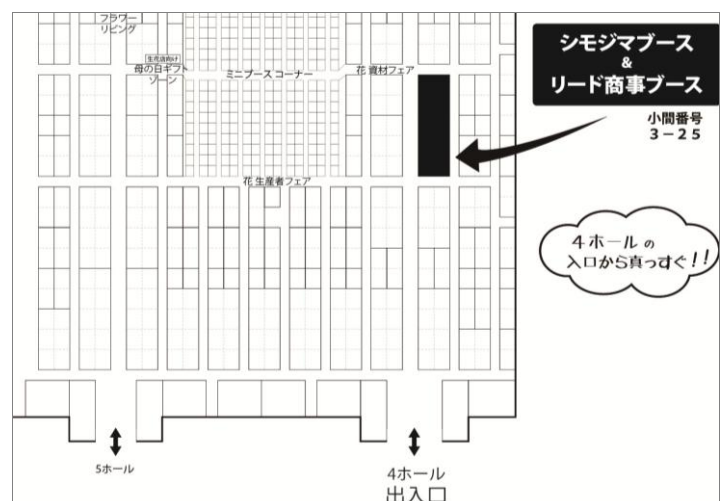 フラワー
リビング
生花店向け
母の日ギフト
ゾーン
ミニブース コーナー
花 資材フェア
花 生産者フェア
シモジマブース
&
リード商事ブース
小間番号
3－25
4ホールの
入口から真っすぐ!!
5ホール
4ホール
出入口